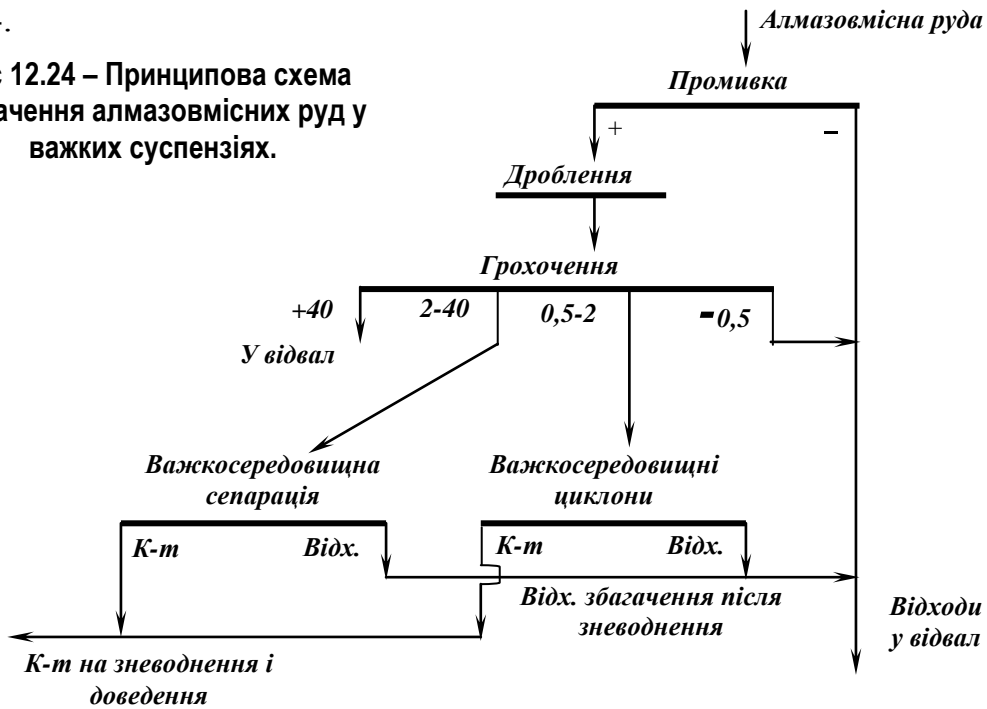 Алмазовмісна руда
с 12.24 – Принципова схема
ачення алмазовмісних руд у
важких суспензіях.
Промивка
+
–
Дроблення
Грохочення
+40
2-40
0,5-2
-0,5
У відвал
Важкосередовищна
сепарація
Важкосередовищні
циклони
К-т
Відх.
К-т
Відх.
Відх. збагачення після
зневоднення
Відходи
у відвал
К-т на зневоднення і
доведення